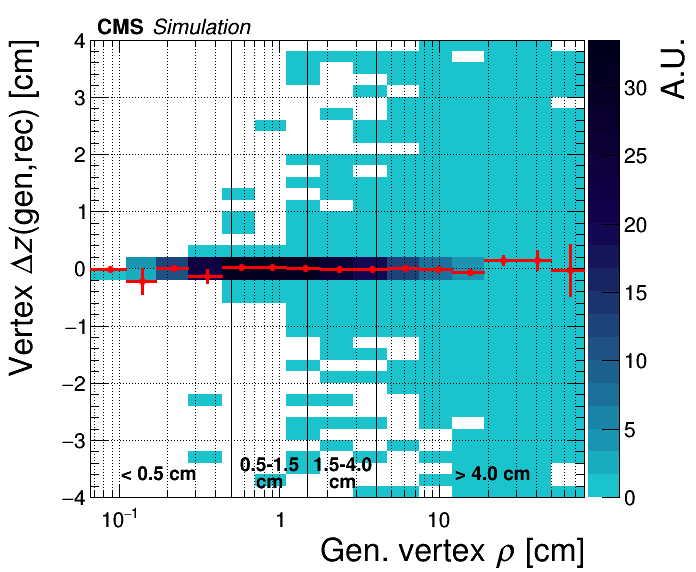 CMS Simulation
Vertex Δz(gen,rec) [cm]
4
3
2
1
0
−1
−2
−3
−4
< 0.5 cm
0.5-1.5
cm
1.5-4.0
cm
> 4.0 cm
10⁻¹
1
10
Gen. vertex ρ [cm]
A.U.
30
25
20
15
10
5
0